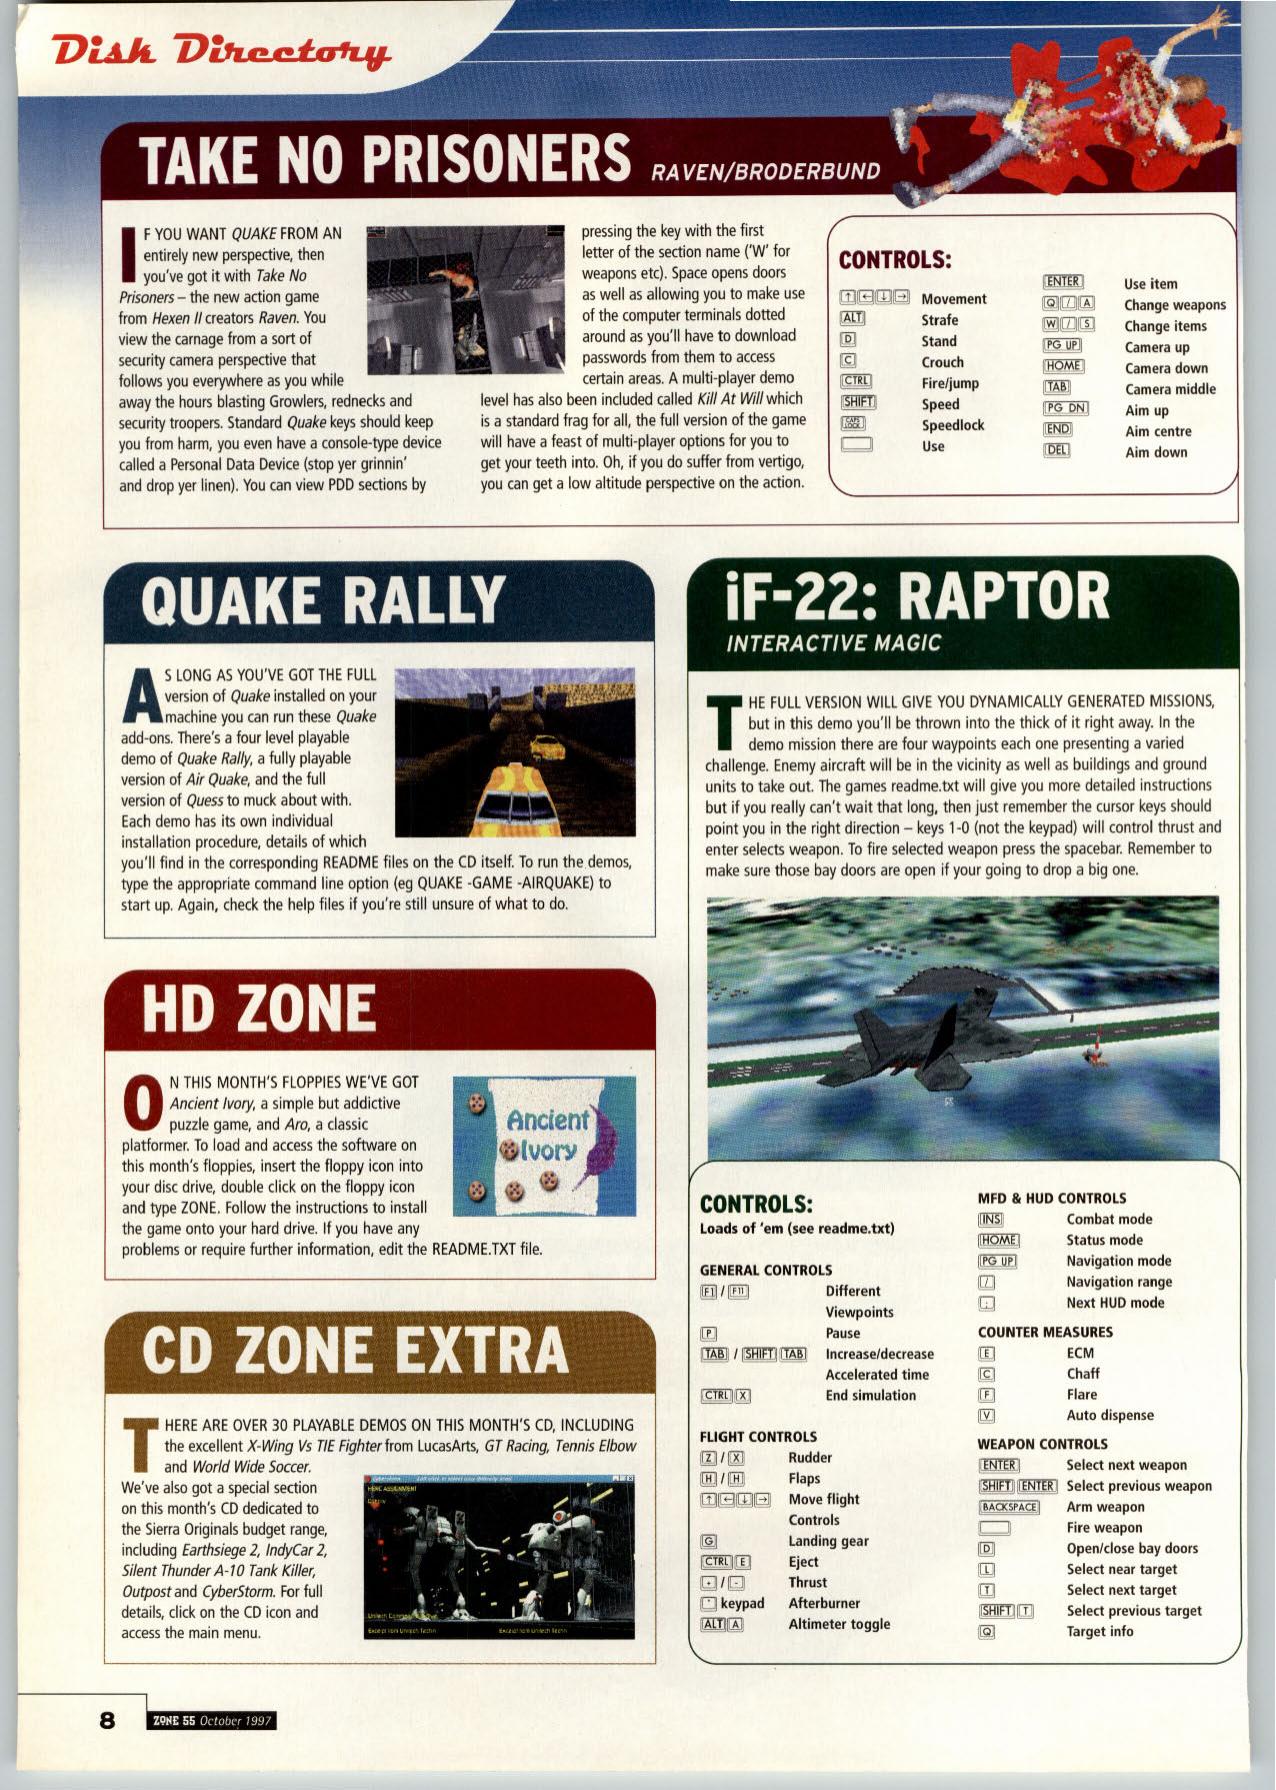 Disk Directory
TAKE NO PRISONERS RAVEN/BRODERBUND
IF YOU WANT QUAKE FROM AN
entirely new perspective, then
you've got it with Take No
Prisoners – the new action game
from Hexen II creators Raven. You
view the carnage from a sort of
security camera perspective that
follows you everywhere as you while
away the hours blasting Growlers, rednecks and
security troopers. Standard Quake keys should keep
you from harm, you even have a console-type device
called a Personal Data Device (stop yer grinnin'
and drop yer linen). You can view PDD sections by
pressing the key with the first
letter of the section name ('W' for
weapons etc). Space opens doors
as well as allowing you to make use
of the computer terminals dotted
around as you'll have to download
passwords from them to access
certain areas. A multi-player demo
level has also been included called Kill At Will which
is a standard frag for all, the full version of the game
will have a feast of multi-player options for you to
get your teeth into. Oh, if you do suffer from vertigo,
you can get a low altitude perspective on the action.
CONTROLS:
↑ ← ↓ → Movement
ALT Strafe
D Stand
C Crouch
CTRL Fire/jump
SHIFT Speed
CAPS LOCK Speedlock
Use
ENTER Use item
Q / A Change weapons
W / S Change items
PG UP Camera up
HOME Camera down
TAB Camera middle
PG DN Aim up
END Aim centre
DEL Aim down
QUAKE RALLY
AS LONG AS YOU'VE GOT THE FULL
version of Quake installed on your
machine you can run these Quake
add-ons. There's a four level playable
demo of Quake Rally, a fully playable
version of Air Quake, and the full
version of Quess to muck about with.
Each demo has its own individual
installation procedure, details of which
you'll find in the corresponding README files on the CD itself. To run the demos,
type the appropriate command line option (eg QUAKE -GAME -AIRQUAKE) to
start up. Again, check the help files if you're still unsure of what to do.
HD ZONE
ON THIS MONTH'S FLOPPIES WE'VE GOT
Ancient Ivory, a simple but addictive
puzzle game, and Aro, a classic
platformer. To load and access the software on
this month's floppies, insert the floppy icon into
your disc drive, double click on the floppy icon
and type ZONE. Follow the instructions to install
the game onto your hard drive. If you have any
problems or require further information, edit the README.TXT file.
Ancient
Ivory
CD ZONE EXTRA
THERE ARE OVER 30 PLAYABLE DEMOS ON THIS MONTH'S CD, INCLUDING
the excellent X-Wing Vs TIE Fighter from LucasArts, GT Racing, Tennis Elbow
and World Wide Soccer.
We've also got a special section
on this month's CD dedicated to
the Sierra Originals budget range,
including Earthsiege 2, IndyCar 2,
Silent Thunder A-10 Tank Killer,
Outpost and CyberStorm. For full
details, click on the CD icon and
access the main menu.
HERC ASSIGNMENT
iF-22: RAPTOR
INTERACTIVE MAGIC
THE FULL VERSION WILL GIVE YOU DYNAMICALLY GENERATED MISSIONS,
but in this demo you'll be thrown into the thick of it right away. In the
demo mission there are four waypoints each one presenting a varied
challenge. Enemy aircraft will be in the vicinity as well as buildings and ground
units to take out. The games readme.txt will give you more detailed instructions
but if you really can't wait that long, then just remember the cursor keys should
point you in the right direction – keys 1-0 (not the keypad) will control thrust and
enter selects weapon. To fire selected weapon press the spacebar. Remember to
make sure those bay doors are open if your going to drop a big one.
CONTROLS:
Loads of 'em (see readme.txt)
GENERAL CONTROLS
F1 / F11 Different
Viewpoints
P Pause
TAB / SHIFT TAB Increase/decrease
Accelerated time
CTRL X End simulation
FLIGHT CONTROLS
Z / X Rudder
H / H Flaps
↑ ← ↓ → Move flight
Controls
G Landing gear
CTRL E Eject
+ / - Thrust
keypad Afterburner
ALT A Altimeter toggle
MFD & HUD CONTROLS
INS Combat mode
HOME Status mode
PG UP Navigation mode
/ Navigation range
; Next HUD mode
COUNTER MEASURES
E ECM
C Chaff
F Flare
V Auto dispense
WEAPON CONTROLS
ENTER Select next weapon
SHIFT ENTER Select previous weapon
BACKSPACE Arm weapon
Fire weapon
D Open/close bay doors
L Select near target
T Select next target
SHIFT T Select previous target
Q Target info
8 ZONE 55 October 1997